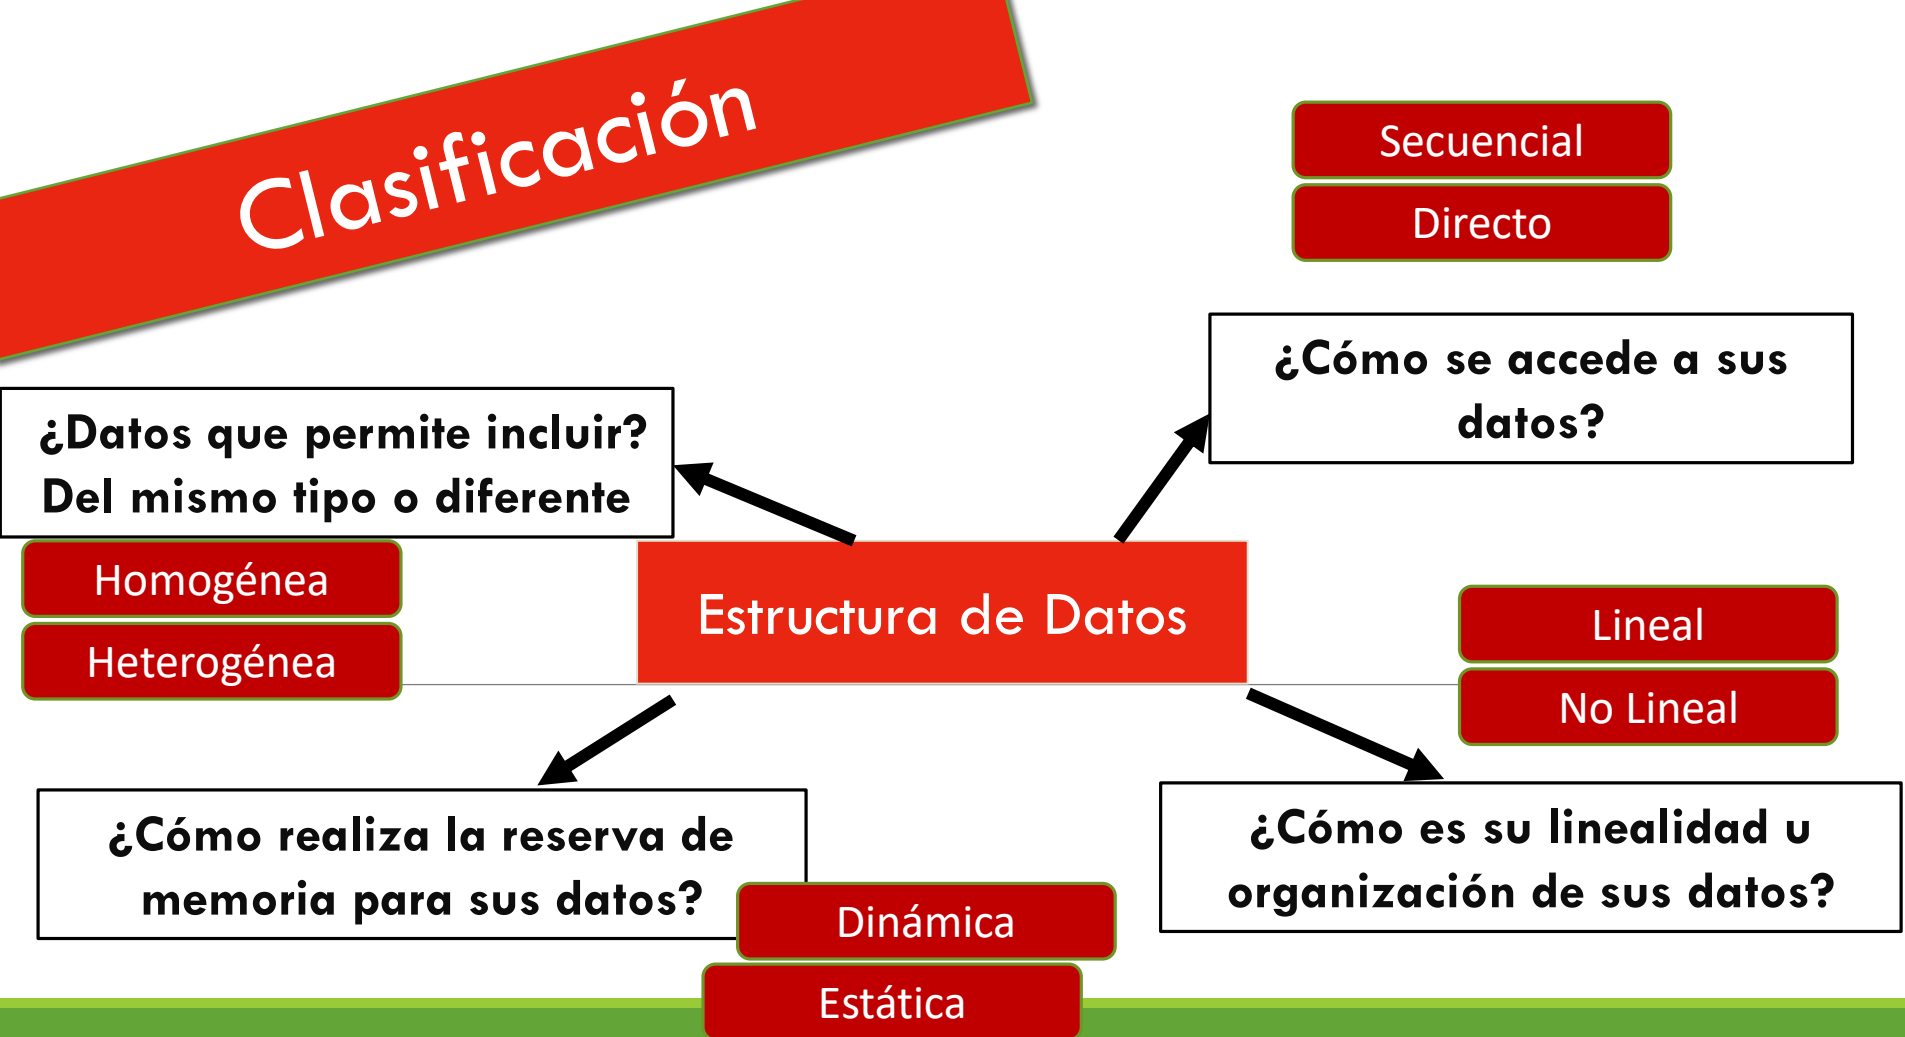 Clasificación
Secuencial
Directo
¿Cómo se accede a sus
datos?
¿Datos que permite incluir?
Del mismo tipo o diferente
Homogénea
Heterogénea
Estructura de Datos
Lineal
No Lineal
¿Cómo realiza la reserva de
memoria para sus datos?
Dinámica
Estática
¿Cómo es su linealidad u
organización de sus datos?